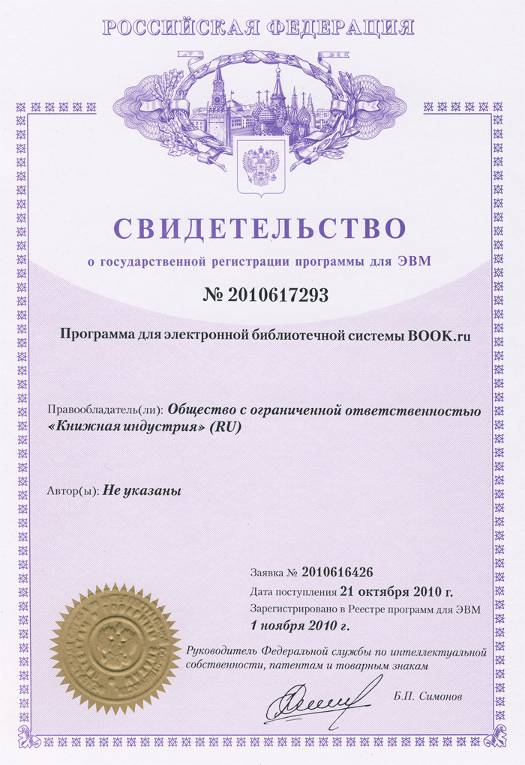 РОССИЙСКАЯ ФЕДЕРАЦИЯ
СВИДЕТЕЛЬСТВО
о государственной регистрации программы для ЭВМ
№ 2010617293
Программа для электронной библиотечной системы BOOK.ru
Правообладатель(ли): Общество с ограниченной ответственностью
«Книжная индустрия» (RU)
Автор(ы): Не указаны
Заявка № 2010616426
Дата поступления 21 октября 2010 г.
Зарегистрировано в Реестре программ для ЭВМ
1 ноября 2010 г.
Руководитель Федеральной службы по интеллектуальной
собственности, патентам и товарным знакам
Б.П. Симонов